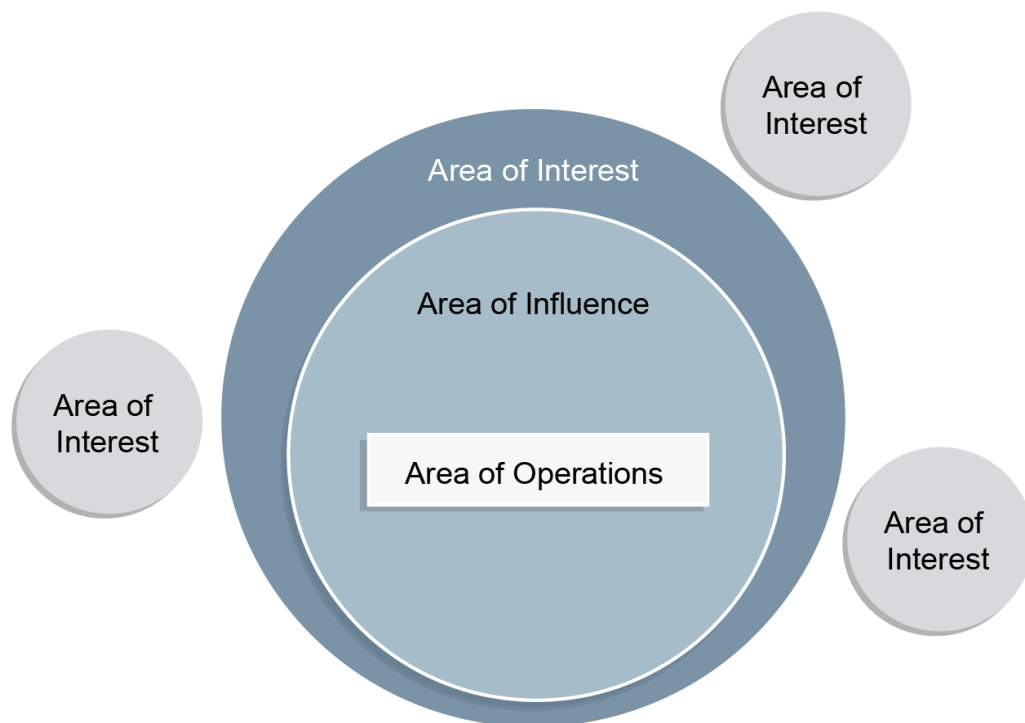 Area of
Interest
Area of Interest
Area of Influence
Area of
Interest
Area of Operations
Area of
Interest